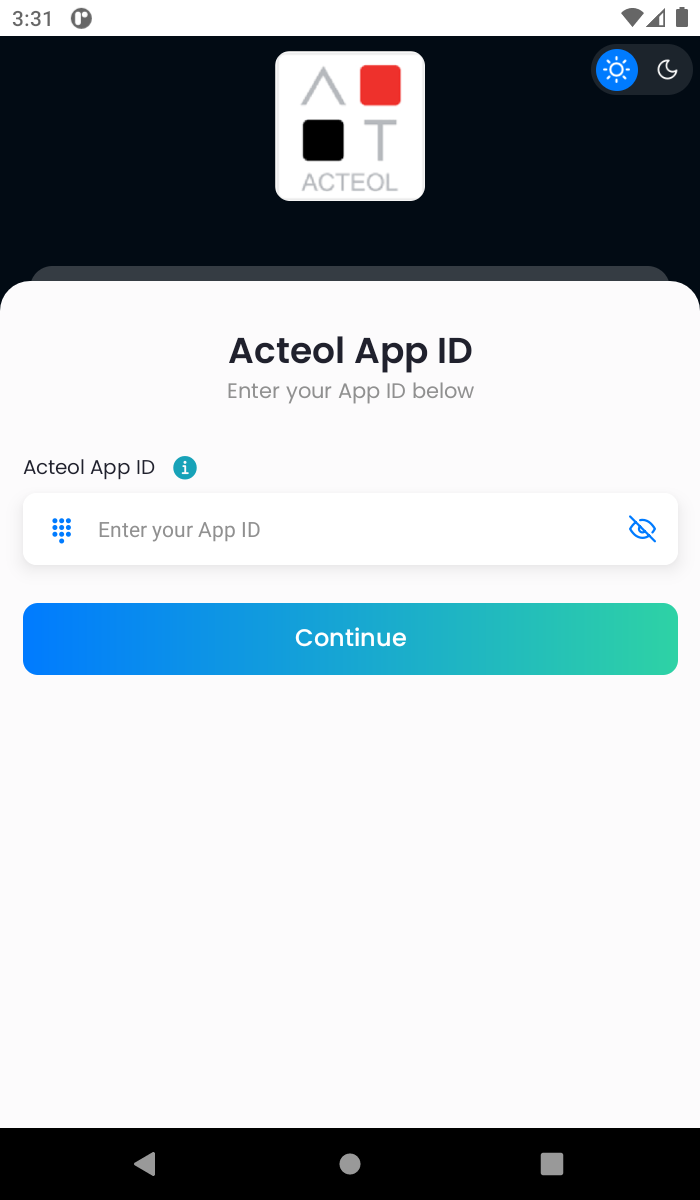 3:31
ACTEOL
Acteol App ID
Enter your App ID below
Acteol App ID
Enter your App ID
Continue